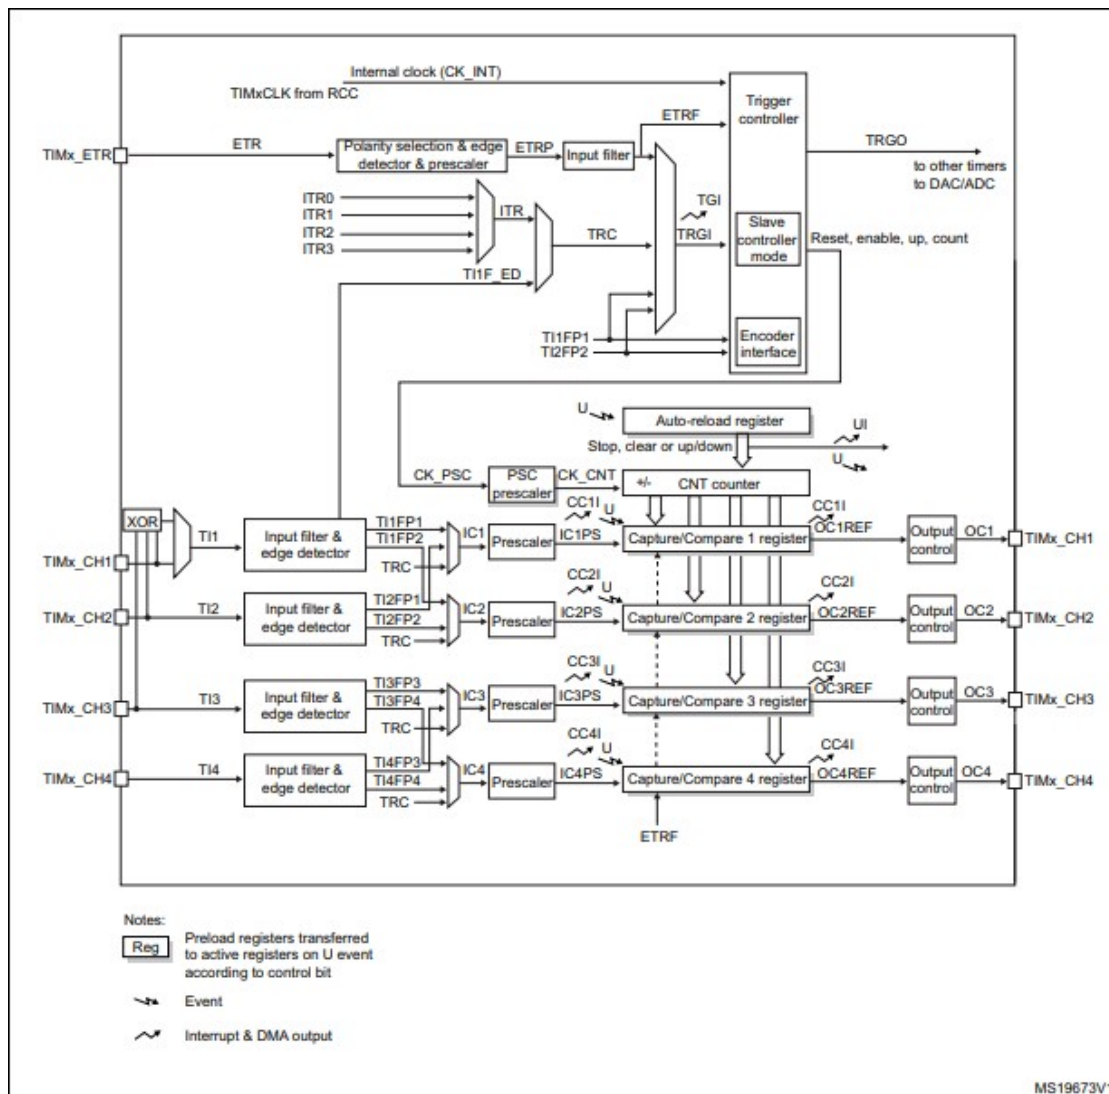 Internal clock (CK_INT)
TIMxCLK from RCC
Trigger
controller
ETRF
TRGO
to other timers
to DAC/ADC
TIMx_ETR
ETR
Polarity selection & edge
detector & prescaler
ETRP
Input filter
TGI
ITR0
ITR1
ITR2
ITR3
ITR
TRC
TRGI
Slave
controller
mode
Reset, enable, up, count
TI1F_ED
TI1FP1
TI2FP2
Encoder
interface
U
Auto-reload register
UI
Stop, clear or up/down
U
CK_PSC
PSC
prescaler
CK_CNT
+/-
CNT counter
XOR
TI1
TIMx_CH1
Input filter &
edge detector
TI1FP1
TI1FP2
TRC
IC1
Prescaler
IC1PS
CC1I
U
Capture/Compare 1 register
CC1I
OC1REF
Output
control
OC1
TIMx_CH1
TIMx_CH2
TI2
Input filter &
edge detector
TI2FP1
TI2FP2
TRC
IC2
Prescaler
IC2PS
CC2I
U
Capture/Compare 2 register
CC2I
OC2REF
Output
control
OC2
TIMx_CH2
TIMx_CH3
TI3
Input filter &
edge detector
TI3FP3
TI3FP4
TRC
IC3
Prescaler
IC3PS
CC3I
U
Capture/Compare 3 register
CC3I
OC3REF
Output
control
OC3
TIMx_CH3
TIMx_CH4
TI4
Input filter &
edge detector
TI4FP3
TI4FP4
TRC
IC4
Prescaler
IC4PS
CC4I
U
Capture/Compare 4 register
CC4I
OC4REF
Output
control
OC4
TIMx_CH4
ETRF
Notes:
Reg
Preload registers transferred
to active registers on U event
according to control bit
Event
Interrupt & DMA output
MS19673V1